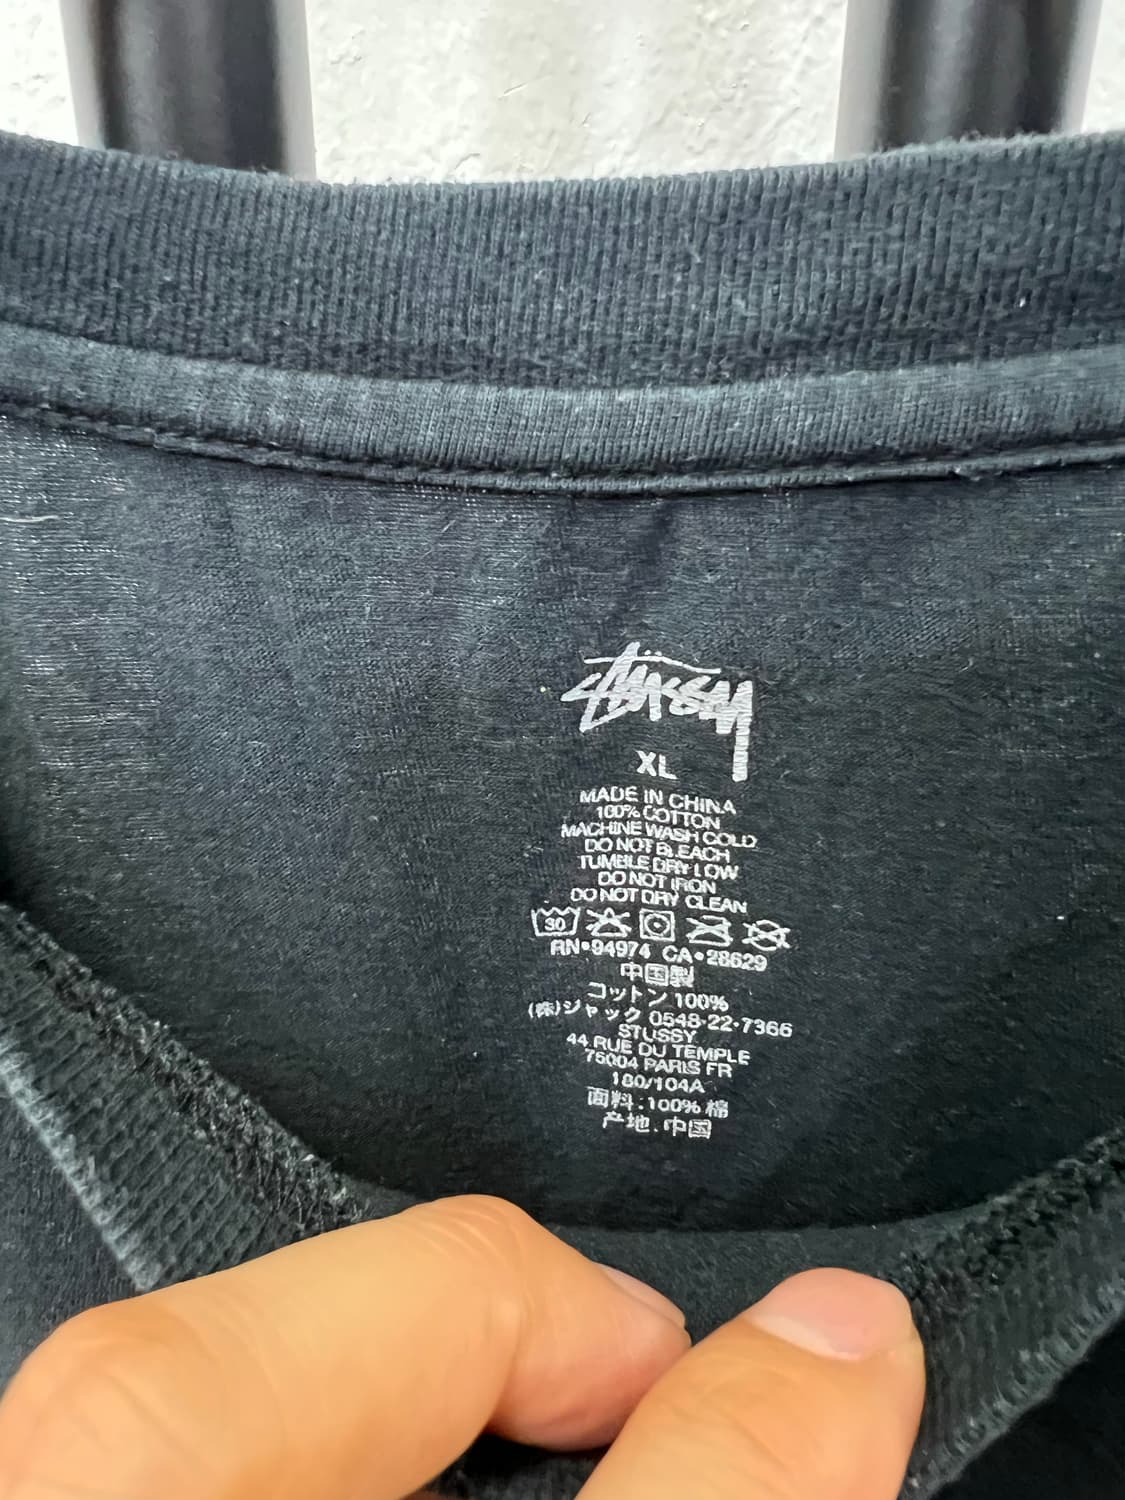 Stüssy
XL
MADE IN CHINA
100% COTTON
MACHINE WASH COLD
DO NOT BLEACH
TUMBLE DRY LOW
DO NOT IRON
DO NOT DRY CLEAN
30
RN•94974 CA•28629
中国製
コットン 100%
(株)ジャック 0548-22-7366
STUSSY
44 RUE DU TEMPLE
75004 PARIS FR
180/104A
面料:100% 棉
产地:中国